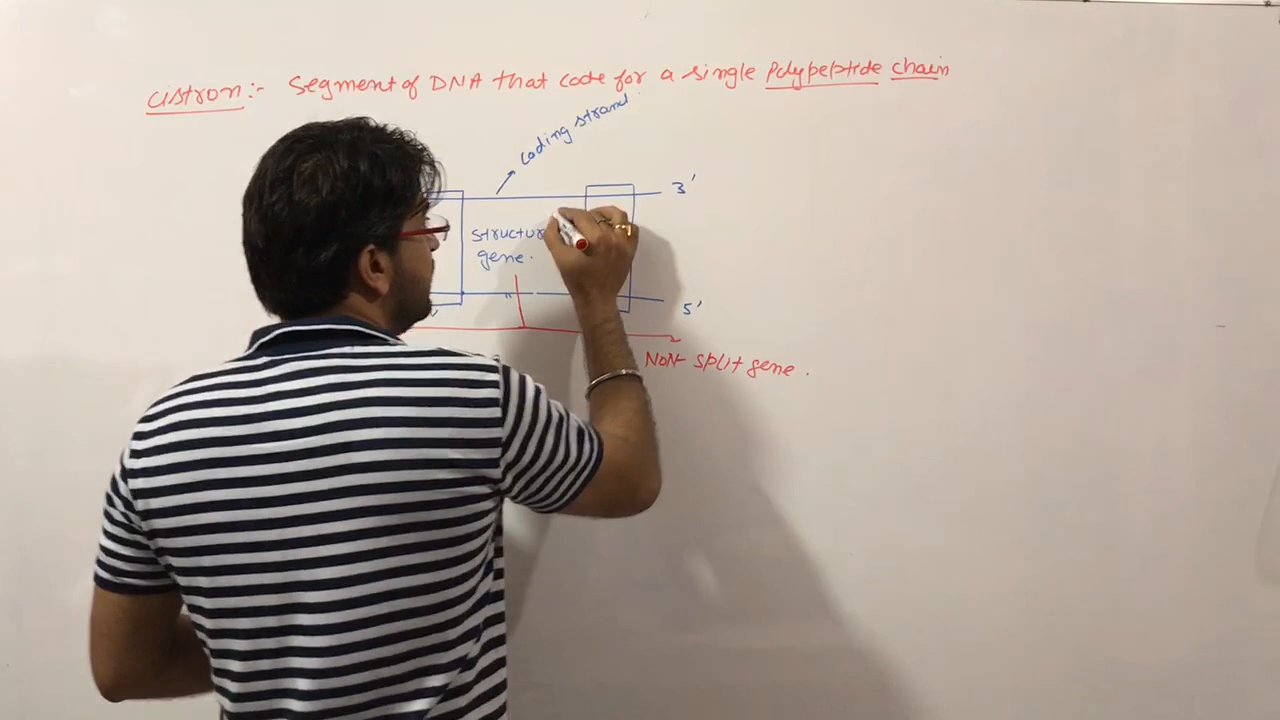 Cistron:- Segment of DNA that code for a single Polypeptide chain
coding strand
3'
structur
gene.
5'
NON split gene.